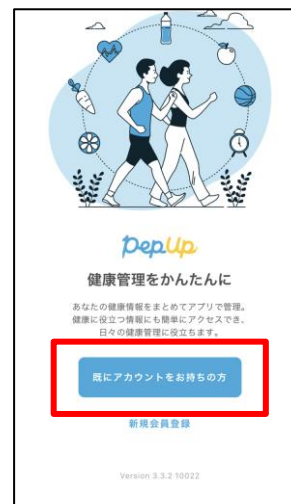 PepUp
健康管理をかんたんに
あなたの健康情報をまとめてアプリで管理。
健康に役立つ情報にも簡単にアクセスでき、
日々の健康管理に役立ちます。
既にアカウントをお持ちの方
新規会員登録
Version 3.3.2 10022